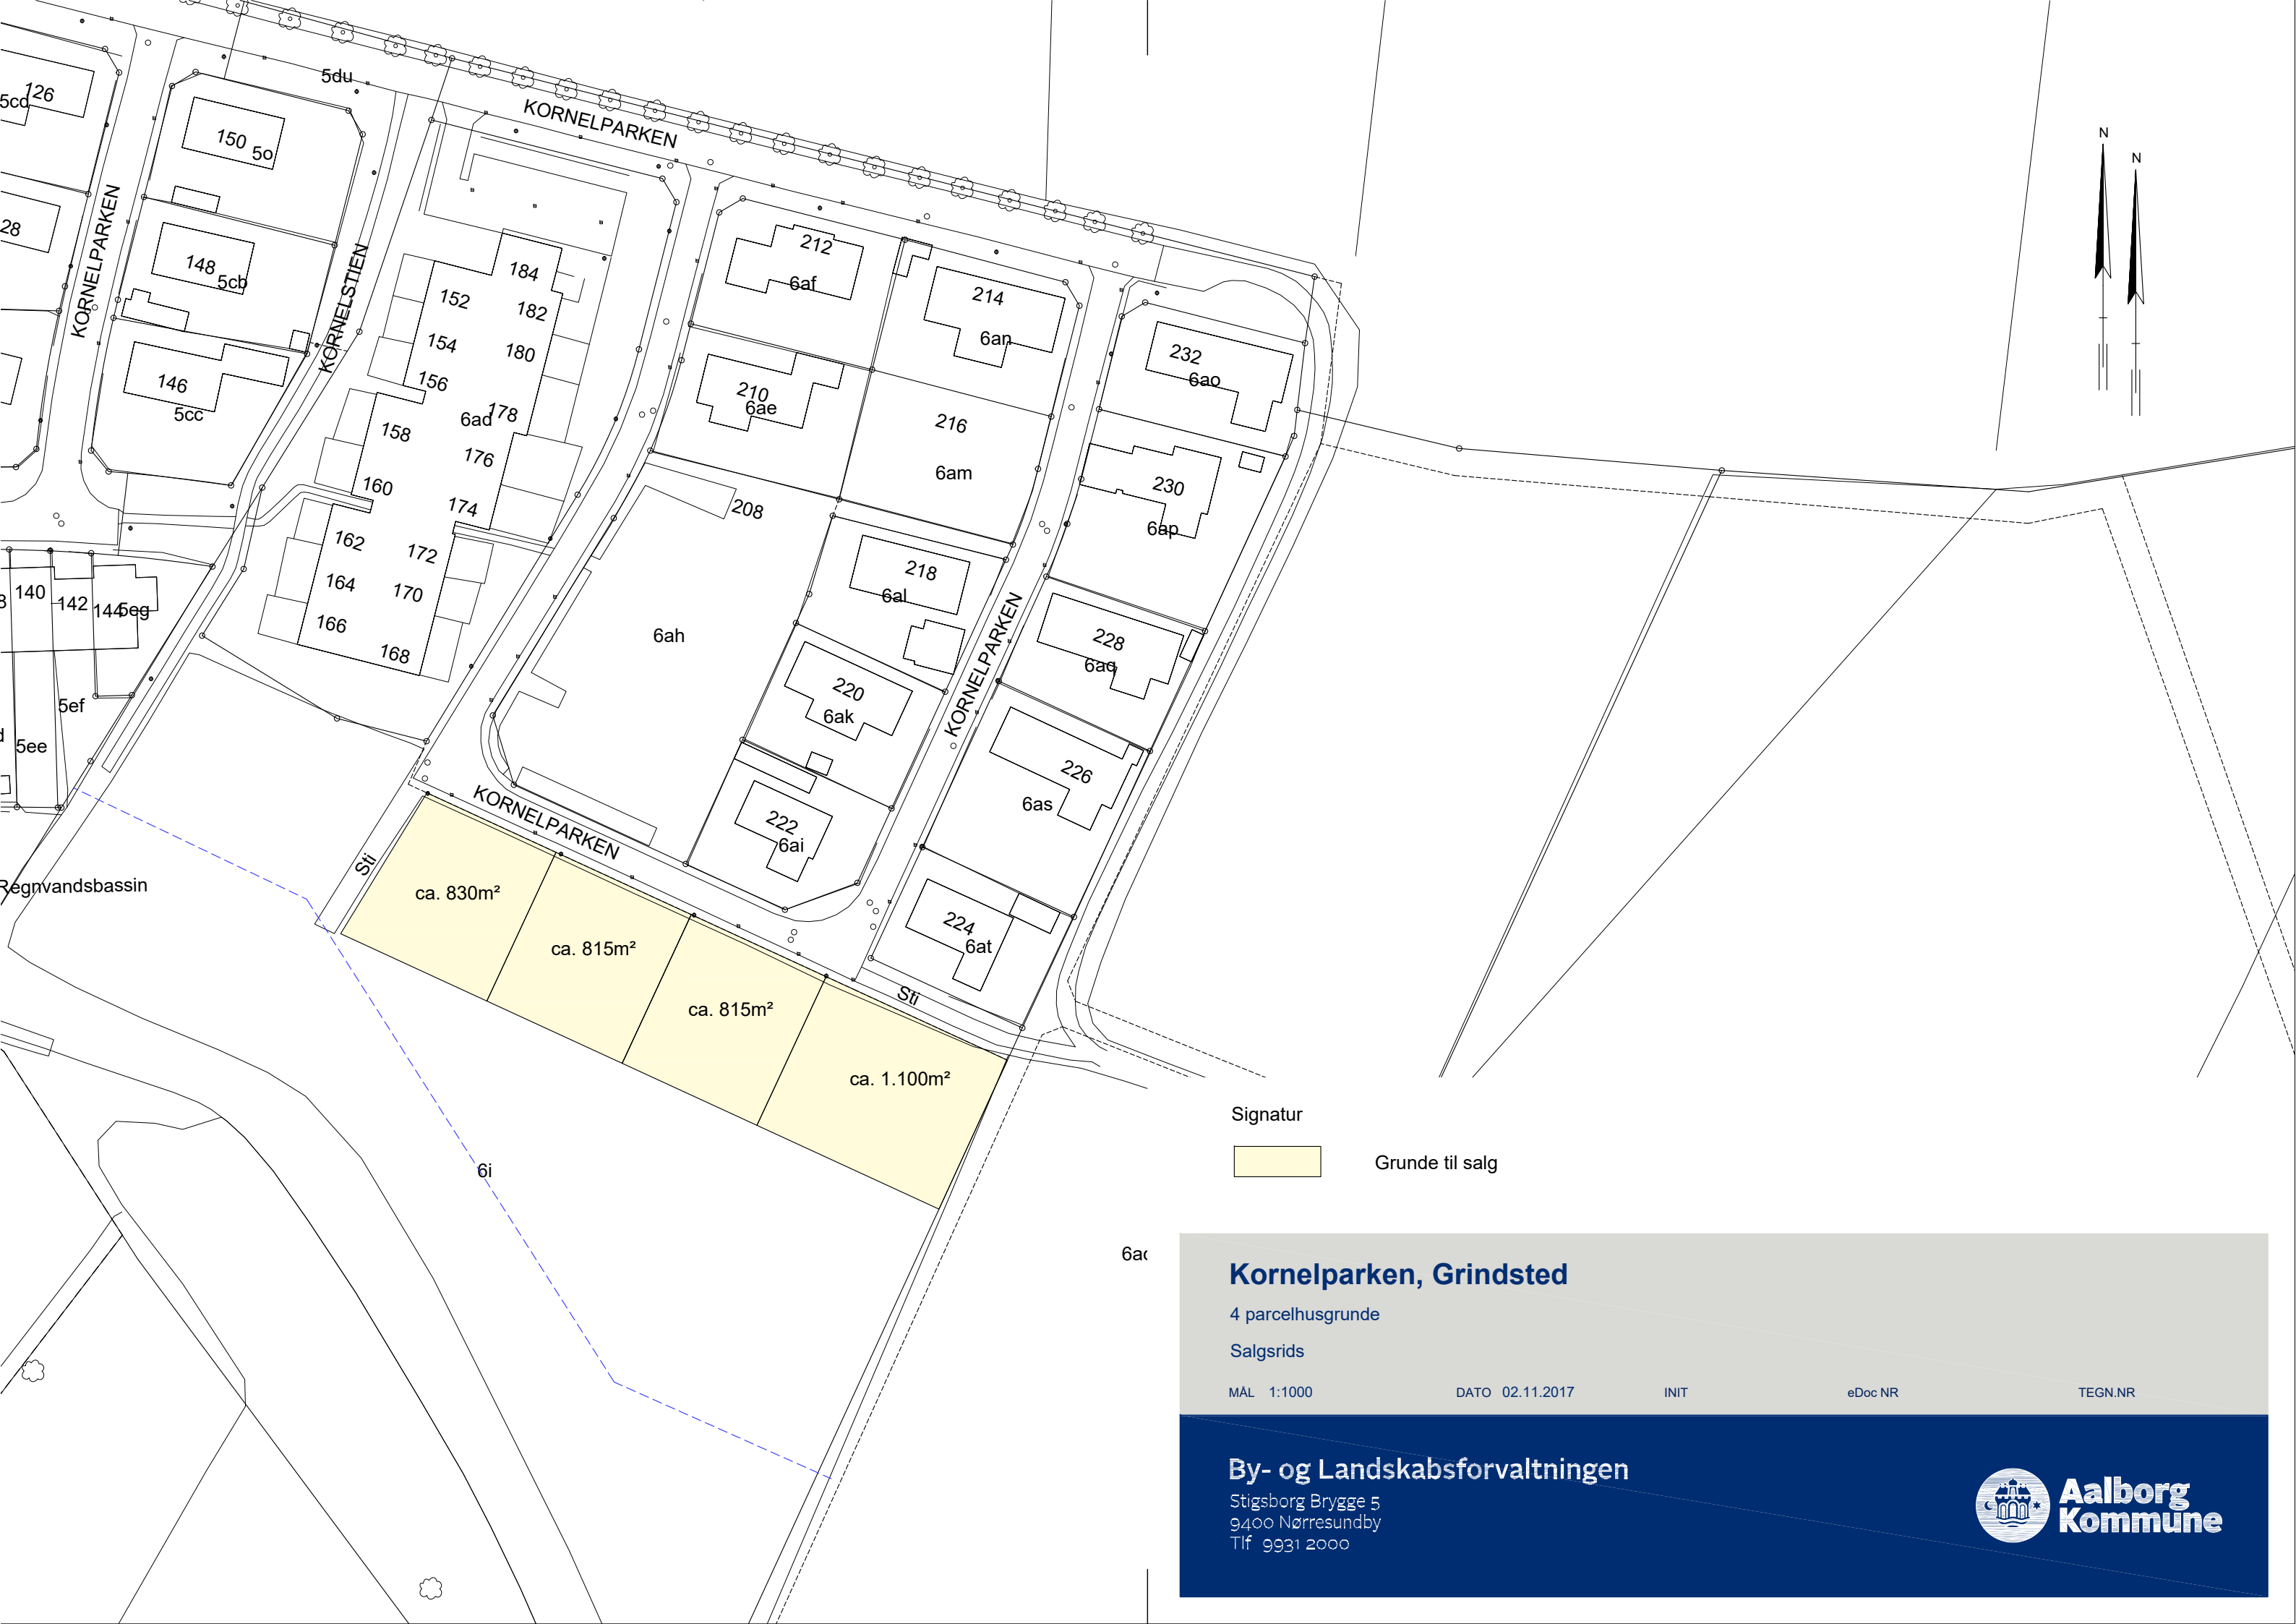 5du
KORNELPARKEN
126
5cd
150
5o
28
KORNELPARKEN
148
5cb
KORNELSTIEN
146
5cc
184
152
182
154
180
156
178
6ad
158
176
160
174
162
172
164
170
166
168
212
6af
214
6an
210
6ae
216
6am
208
232
6ao
230
6ap
218
6al
6ah
228
6aq
220
6ak
KORNELPARKEN
226
6as
222
6ai
224
6at
140
142
144
5eg
5ef
5ee
KORNELPARKEN
Sti
Regnvandsbassin
ca. 830m²
ca. 815m²
ca. 815m²
ca. 1.100m²
Sti
6i
N
N
Signatur
Grunde til salg
Kornelparken, Grindsted
4 parcelhusgrunde
Salgsrids
MÅL 1:1000 DATO 02.11.2017 INIT eDoc NR TEGN.NR
By- og Landskabsforvaltningen
Stigsborg Brygge 5
9400 Nørresundby
Tlf 9931 2000
Aalborg
Kommune